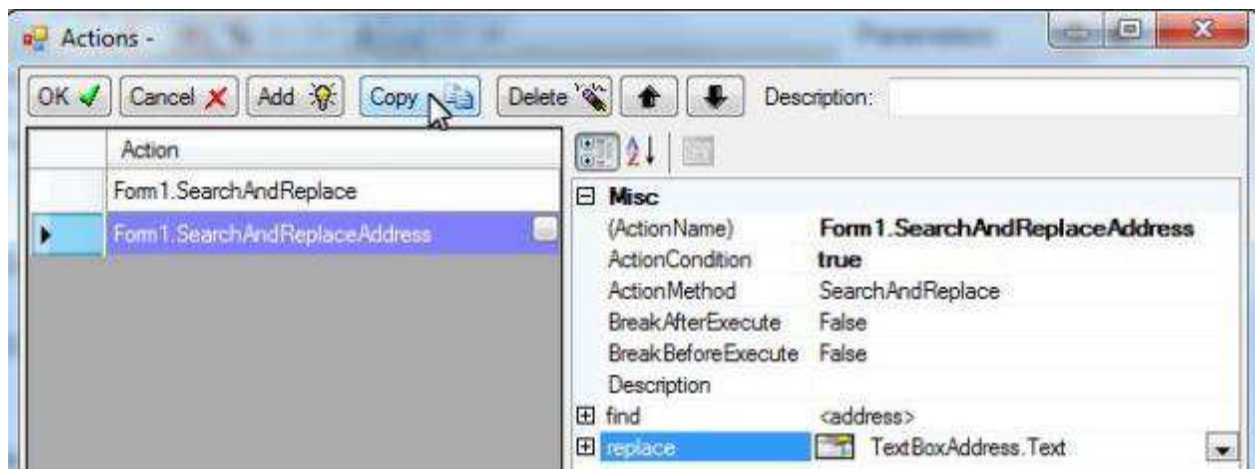 Actions -
OK Cancel Add Copy Delete Description:
Action
Form1.SearchAndReplace
Form1.SearchAndReplaceAddress
Misc
(ActionName) Form1.SearchAndReplaceAddress
ActionCondition true
ActionMethod SearchAndReplace
BreakAfterExecute False
BreakBeforeExecute False
Description
find <address>
replace TextBoxAddress.Text